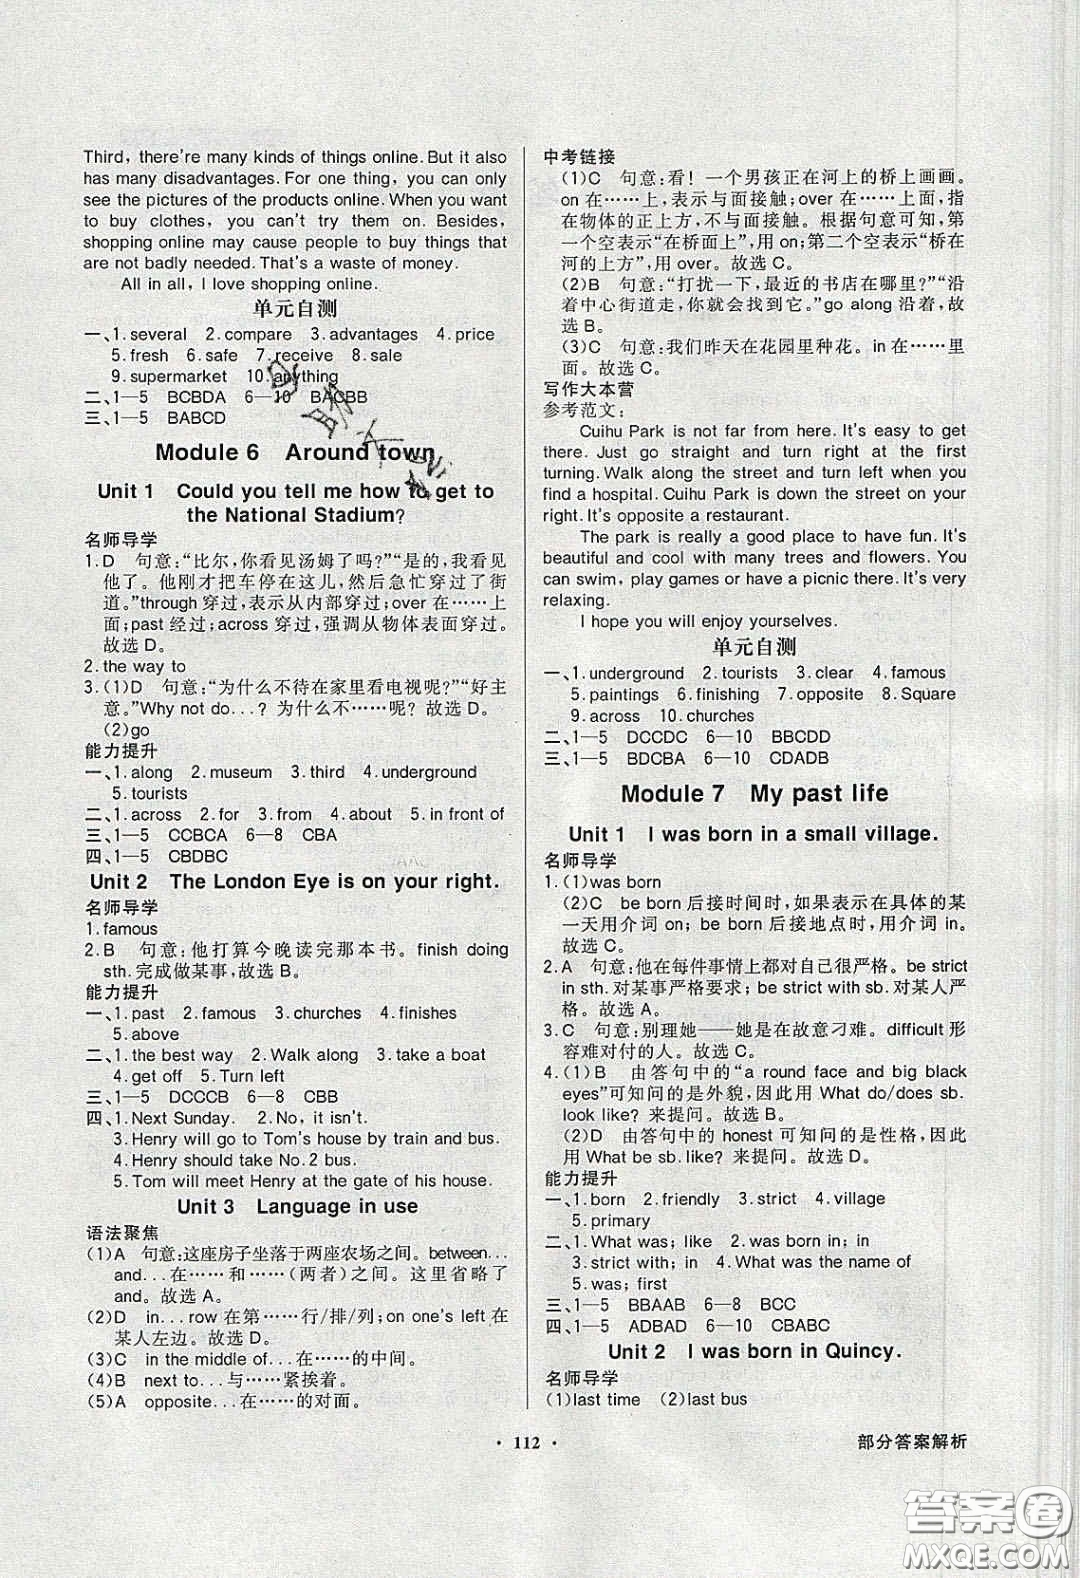 Third, there're many kinds of things online. But it also
has many disadvantages. For one thing, you can only
see the pictures of the products online. When you want
to buy clothes, you can't try them on. Besides,
shopping online may cause people to buy things that
are not badly needed. That's a waste of money.
All in all, I love shopping online.
单元自测
一、1. several 2. compare 3. advantages 4. price
5. fresh 6. safe 7. receive 8. sale
9. supermarket 10. anything
二、1—5 BCBDA 6—10 BACBB
三、1—5 BABCD
Module 6 Around town
Unit 1 Could you tell me how to get to
the National Stadium?
名师导学
1. D 句意:“比尔,你看见汤姆了吗?”“是的,我看见
他了。他刚才把车停在这儿,然后急忙穿过了街
道。”through 穿过,表示从内部穿过;over 在……上
面;past 经过;across 穿过,强调从物体表面穿过。
故选 D。
2. the way to
3. (1)D 句意:“为什么不待在家里看电视呢?”“好主
意。”Why not do...? 为什么不……呢? 故选 D。
(2)go
能力提升
一、1. along 2. museum 3. third 4. underground
5. tourists
二、1. across 2. for 3. from 4. about 5. in front of
三、1—5 CCBCA 6—8 CBA
四、1—5 CBDBC
Unit 2 The London Eye is on your right.
名师导学
1. famous
2. B 句意:他打算今晚读完那本书。finish doing
sth. 完成做某事,故选 B。
能力提升
一、1. past 2. famous 3. churches 4. finishes
5. above
二、1. the best way 2. Walk along 3. take a boat
4. get off 5. Turn left
三、1—5 DCCCB 6—8 CBB
四、1. Next Sunday. 2. No, it isn't.
3. Henry will go to Tom's house by train and bus.
4. Henry should take No. 2 bus.
5. Tom will meet Henry at the gate of his house.
Unit 3 Language in use
语法聚焦
(1)A 句意:这座房子坐落于两座农场之间。between...
and...在……和……(两者)之间。这里省略了
and。故选 A。
(2)D in...row 在第……行/排/列;on one's left 在
某人左边。故选 D。
(3)C in the middle of...在……的中间。
(4)B next to...与……紧挨着。
(5)A opposite...在……的对面。
中考链接
(1)C 句意:看!一个男孩正在河上的桥上画画。
on 在……上,表示与面接触;over 在……上面,指
在物体的正上方,不与面接触。根据句意可知,第
一个空表示“在桥面上”,用 on;第二个空表示“桥在
河的上方”,用 over。故选 C。
(2)B 句意:“打扰一下,最近的书店在哪里?”“沿
着中心街道走,你就会找到它。”go along 沿着,故
选 B。
(3)C 句意:我们昨天在花园里种花。in 在……里
面。故选 C。
写作大本营
参考范文:
Cuihu Park is not far from here. It's easy to get
there. Just go straight and turn right at the first
turning. Walk along the street and turn left when you
find a hospital. Cuihu Park is down the street on your
right. It's opposite a restaurant.
The park is really a good place to have fun. It's
beautiful and cool with many trees and flowers. You
can swim, play games or have a picnic there. It's very
relaxing.
I hope you will enjoy yourselves.
单元自测
一、1. underground 2. tourists 3. clear 4. famous
5. paintings 6. finishing 7. opposite 8. Square
9. across 10. churches
二、1—5 DCCDC 6—10 BBCDD
三、1—5 BDCBA 6—10 CDADB
Module 7 My past life
Unit 1 I was born in a small village.
名师导学
1. (1)was born
(2)C be born 后接时间时,如果表示在具体的某
一天用介词 on; be born 后接地点时,用介词 in。
故选 C。
2. A 句意:他在每件事情上都对自己很严格。be strict
in sth. 对某事严格要求; be strict with sb. 对某人严
格。故选 A。
3. C 句意:别理她——她是在故意刁难。difficult 形
容难对付的人。故选 C。
4. (1)B 由答句中的“a round face and big black
eyes”可知问的是外貌,因此用 What do/does sb.
look like? 来提问。故选 B。
(2)D 由答句中的 honest 可知问的是性格,因此
用 What be sb. like? 来提问。故选 D。
能力提升
一、1. born 2. friendly 3. strict 4. village
5. primary
二、1. What was; like 2. was born in; in
3. strict with; in 4. What was the name of
5. was; first
三、1—5 BBAAB 6—8 BCC
四、1—5 ADBAD 6—10 CBABC
Unit 2 I was born in Quincy.
名师导学
(1)last time (2)last bus
· 112 ·
部分答案解析
答案卷
MXQE.COM